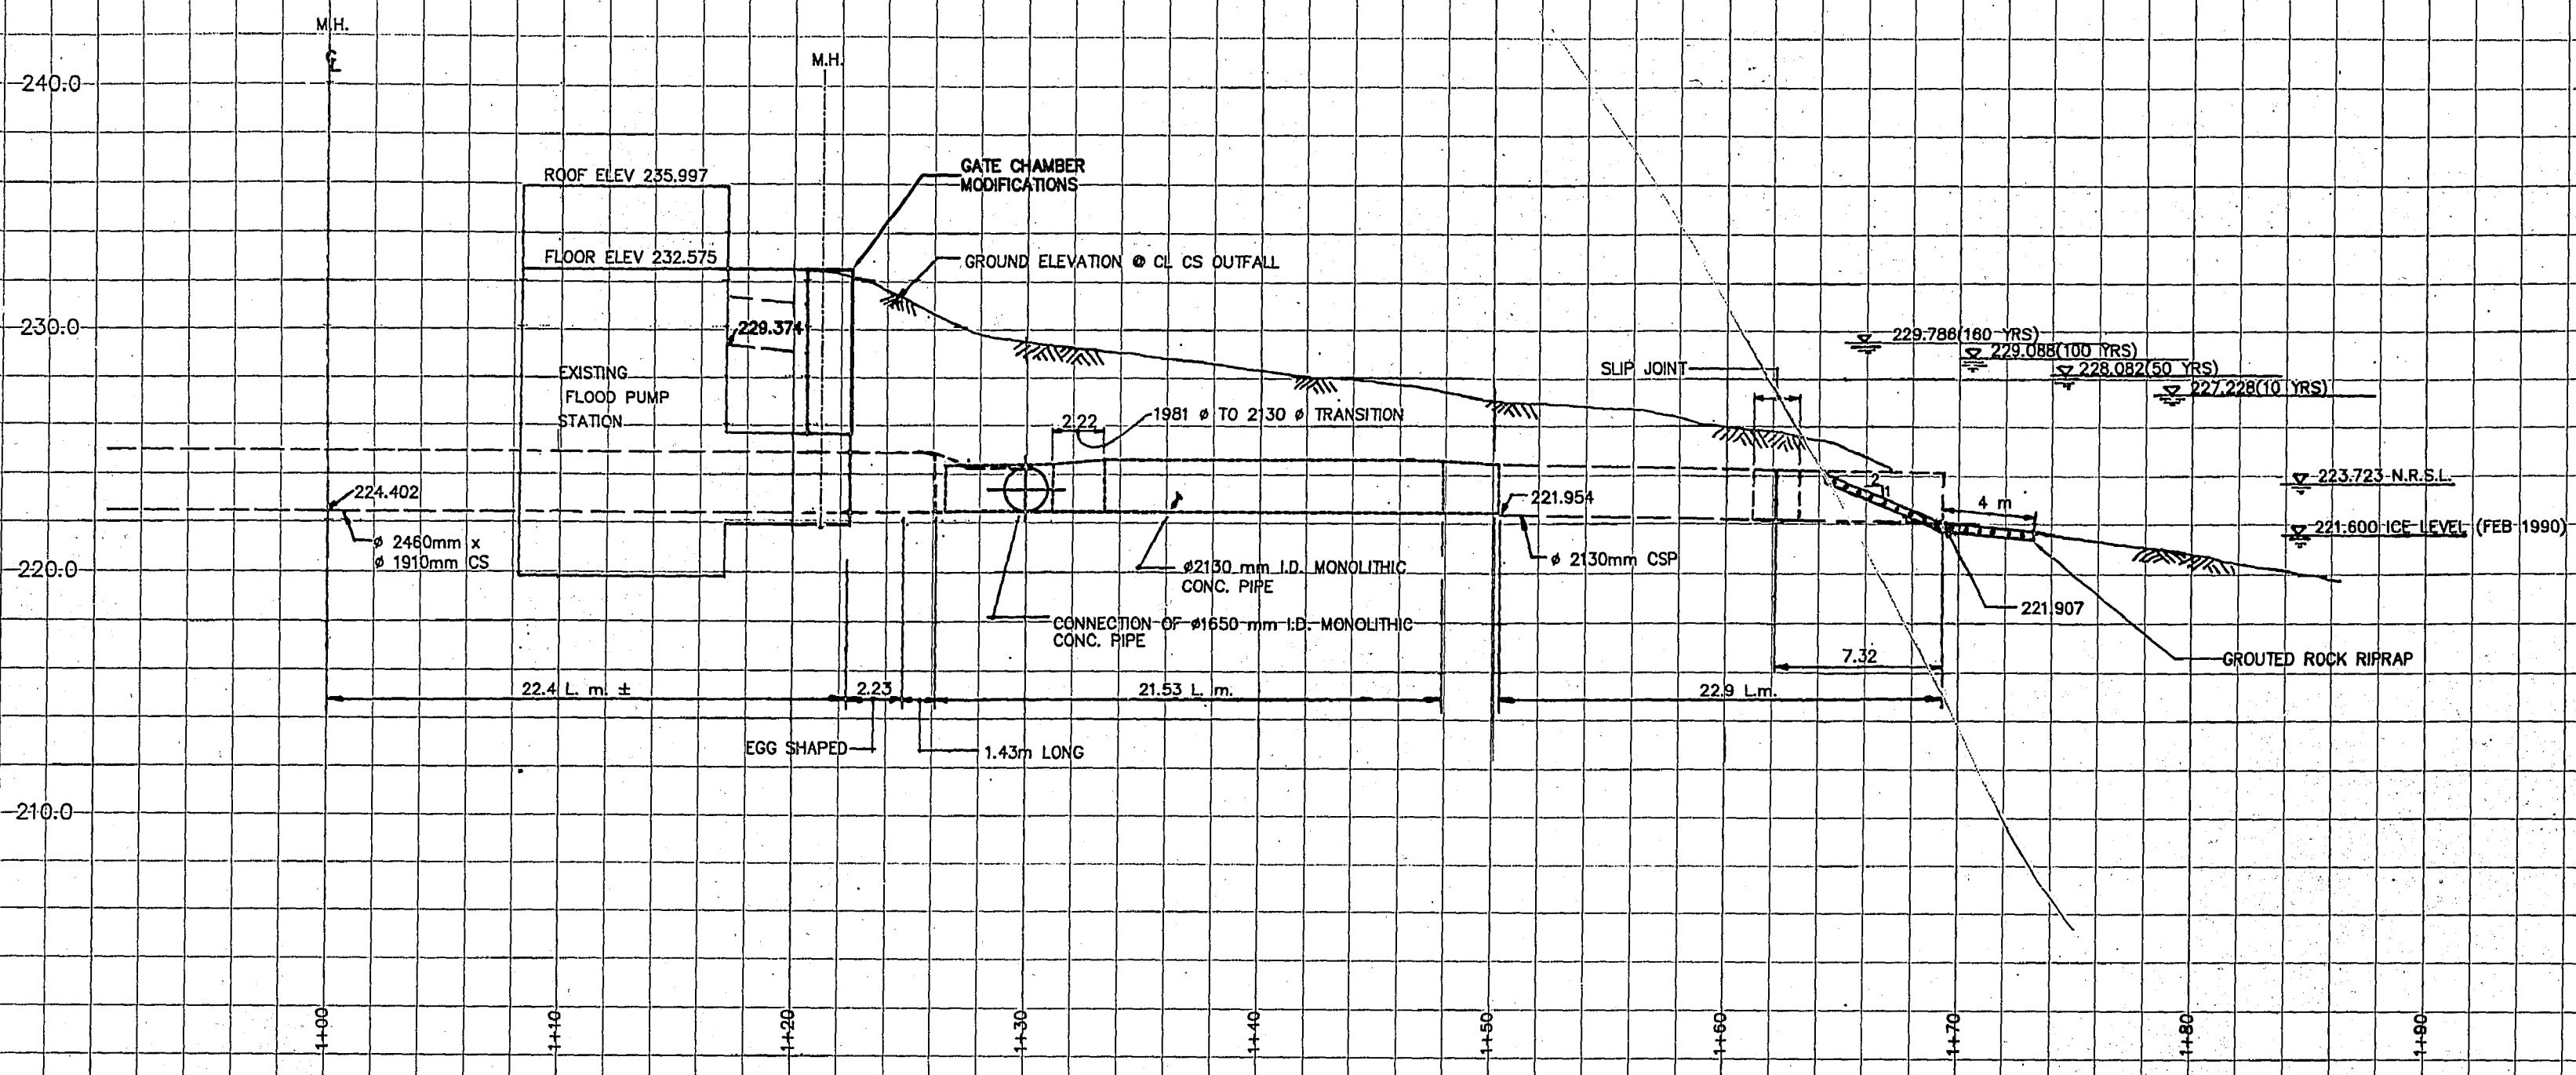 M.H.
℄
M.H.
240.0
ROOF ELEV 235.997
GATE CHAMBER
MODIFICATIONS
FLOOR ELEV 232.575
GROUND ELEVATION @ CL CS OUTFALL
230.0
229.374
229.786(160 YRS)
229.088(100 YRS)
228.082(50 YRS)
227.228(10 YRS)
SLIP JOINT
EXISTING
FLOOD PUMP
STATION
2.22
1981 ø TO 2130 ø TRANSITION
224.402
221.954
2
1
4 m
223.723 N.R.S.L.
221.600 ICE LEVEL (FEB 1990)
ø 2460mm x
ø 1910mm CS
220.0
ø2130 mm I.D. MONOLITHIC
CONC. PIPE
ø 2130mm CSP
221.907
CONNECTION OF ø1650 mm I.D. MONOLITHIC
CONC. PIPE
7.32
GROUTED ROCK RIPRAP
22.4 L. m. ±
2.23
21.53 L. m.
22.9 L.m.
EGG SHAPED
1.43m LONG
210.0
1+00
1+10
1+20
1+30
1+40
1+50
1+60
1+70
1+80
1+90